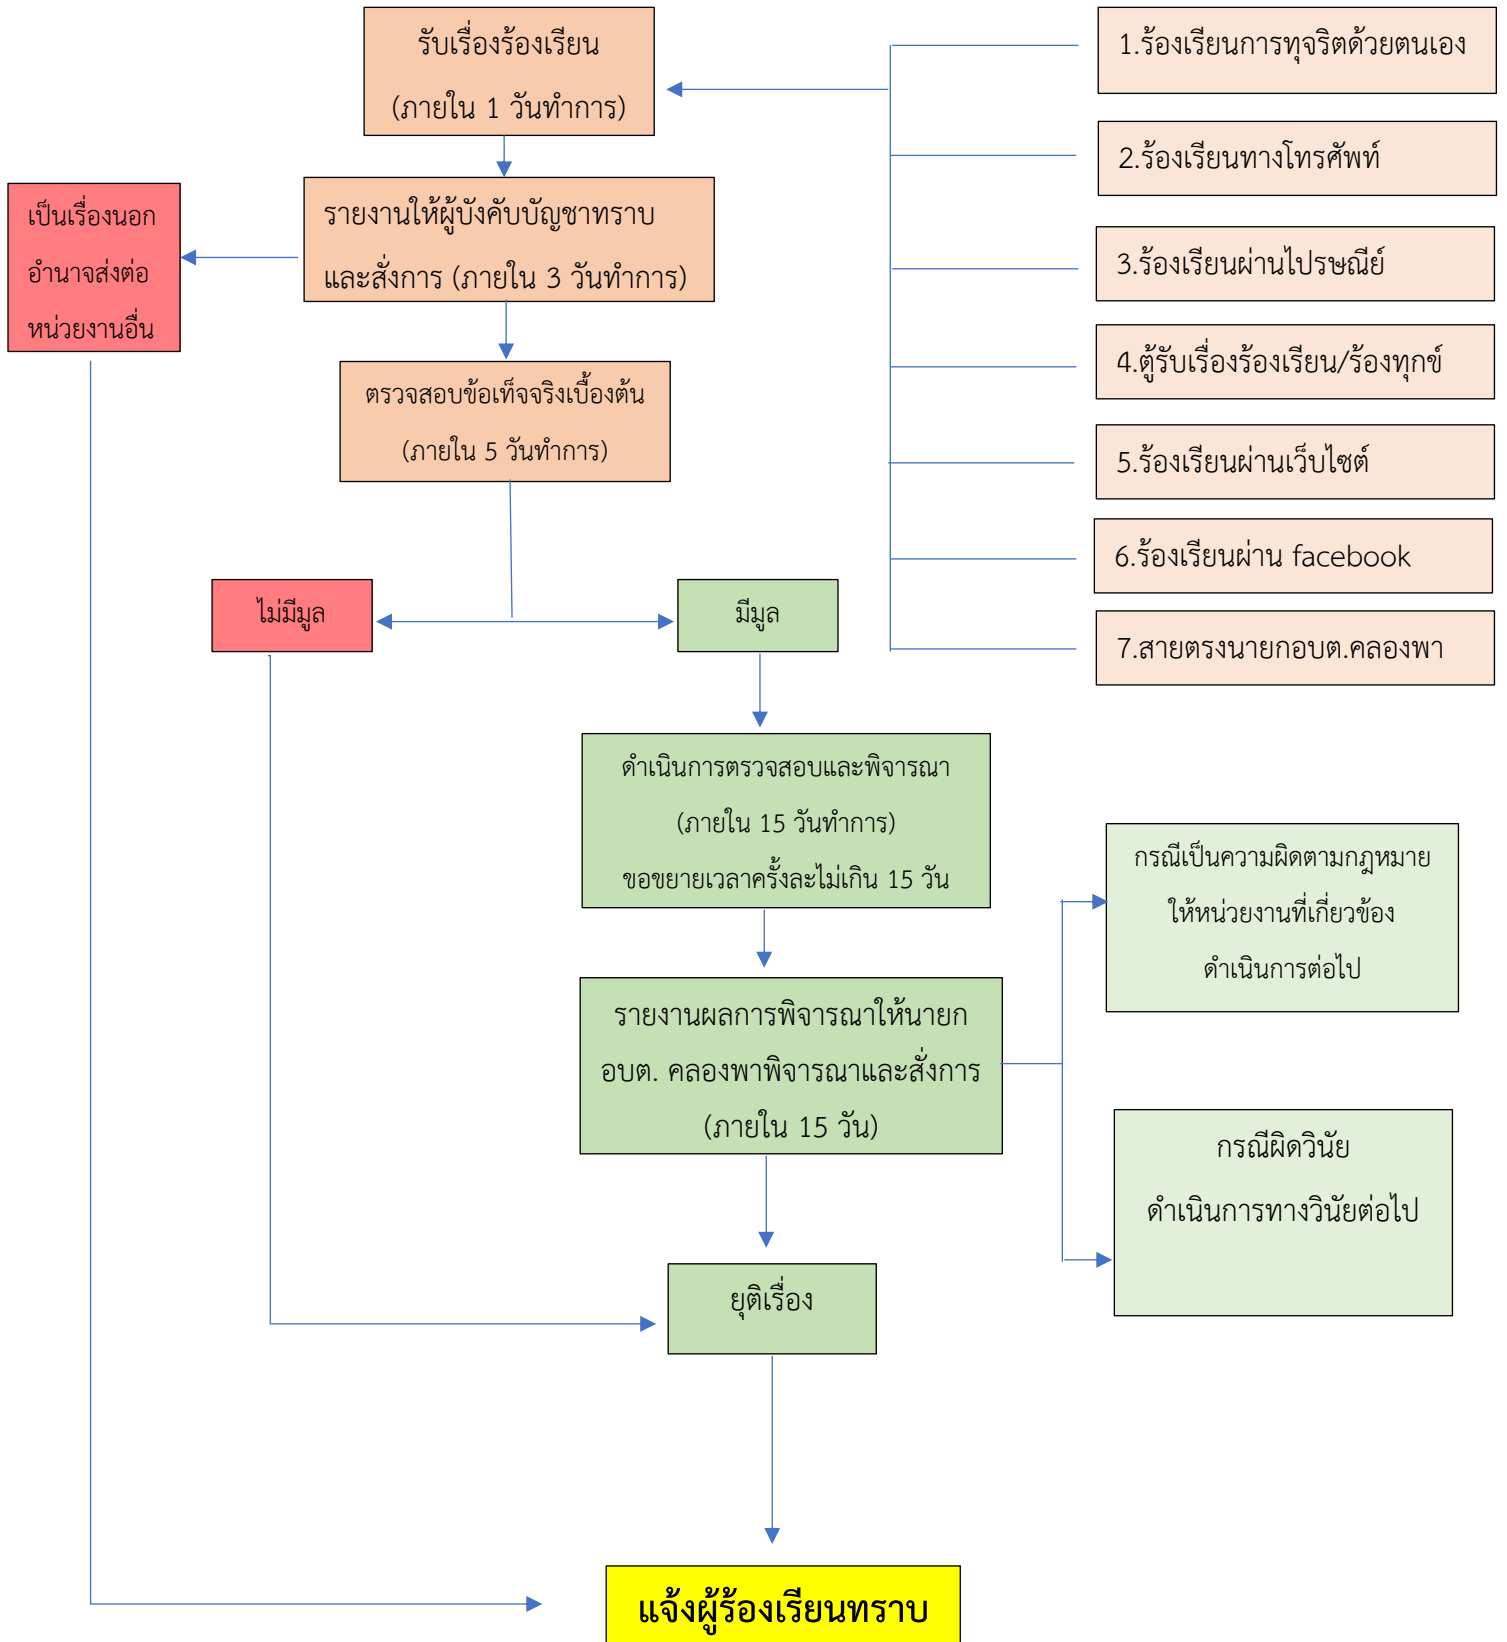 รับเรื่องร้องเรียน
(ภายใน 1 วันทำการ)
1.ร้องเรียนการทุจริตด้วยตนเอง
2.ร้องเรียนทางโทรศัพท์
3.ร้องเรียนผ่านไปรษณีย์
4.ตู้รับเรื่องร้องเรียน/ร้องทุกข์
5.ร้องเรียนผ่านเว็บไซต์
6.ร้องเรียนผ่าน facebook
7.สายตรงนายกอบต.คลองพา
เป็นเรื่องนอก
อำนาจส่งต่อ
หน่วยงานอื่น
รายงานให้ผู้บังคับบัญชาทราบ
และสั่งการ (ภายใน 3 วันทำการ)
ตรวจสอบข้อเท็จจริงเบื้องต้น
(ภายใน 5 วันทำการ)
ไม่มีมูล
มีมูล
ดำเนินการตรวจสอบและพิจารณา
(ภายใน 15 วันทำการ)
ขอขยายเวลาครั้งละไม่เกิน 15 วัน
กรณีเป็นความผิดตามกฎหมาย
ให้หน่วยงานที่เกี่ยวข้อง
ดำเนินการต่อไป
รายงานผลการพิจารณาให้นายก
อบต. คลองพาพิจารณาและสั่งการ
(ภายใน 15 วัน)
กรณีผิดวินัย
ดำเนินการทางวินัยต่อไป
ยุติเรื่อง
แจ้งผู้ร้องเรียนทราบ